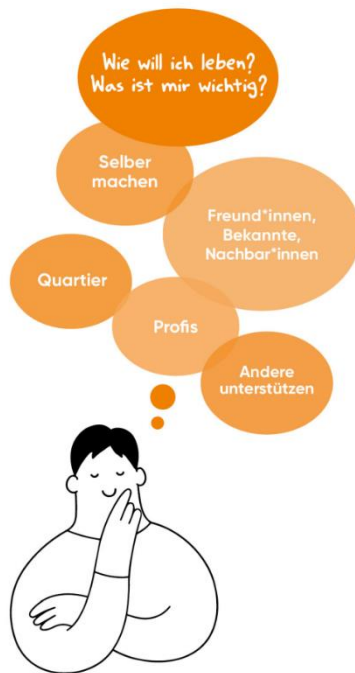 Wie will ich leben?
Was ist mir wichtig?
Selber
machen
Freund*innen,
Bekannte,
Nachbar*innen
Quartier
Profis
Andere
unterstützen